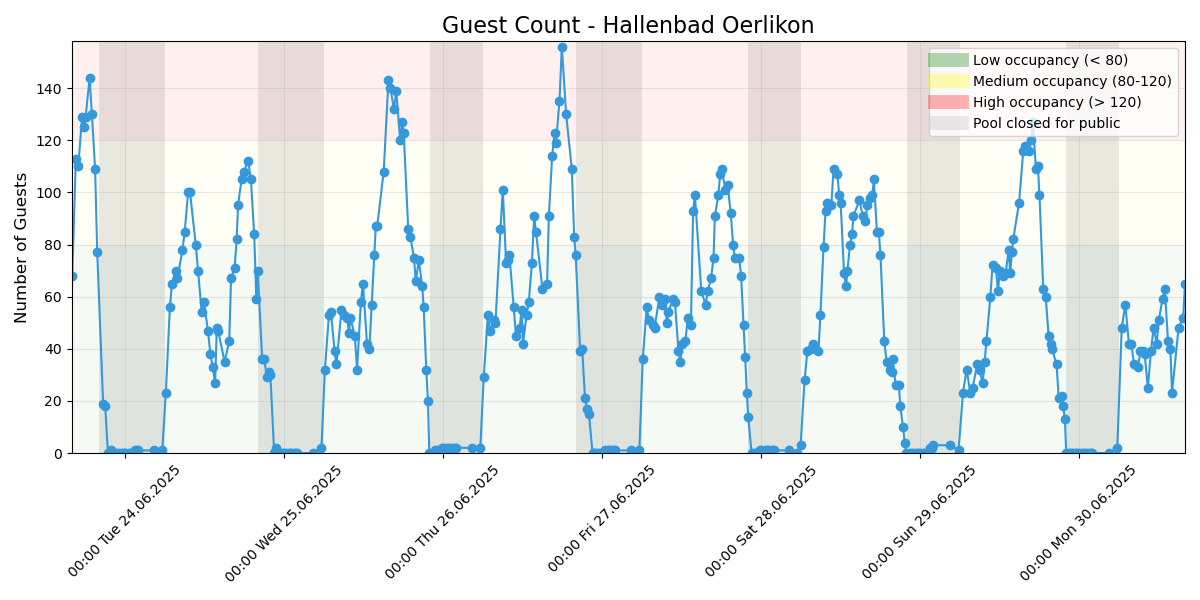 Guest Count - Hallenbad Oerlikon
Low occupancy (< 80)
Medium occupancy (80-120)
High occupancy (> 120)
Pool closed for public
Number of Guests
140
120
100
80
60
40
20
0
00:00 Tue 24.06.2025
00:00 Wed 25.06.2025
00:00 Thu 26.06.2025
00:00 Fri 27.06.2025
00:00 Sat 28.06.2025
00:00 Sun 29.06.2025
00:00 Mon 30.06.2025